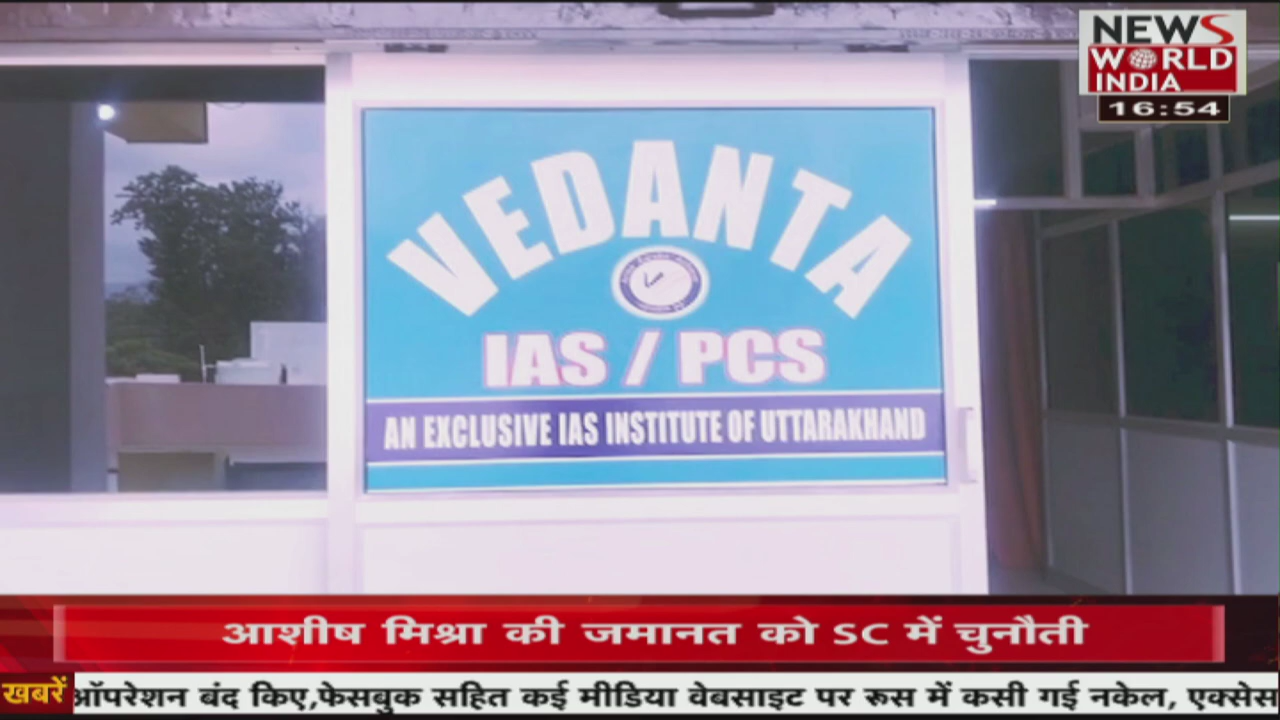 NEWS
WORLD
INDIA
16:54
VEDANTA
IAS / PCS
AN EXCLUSIVE IAS INSTITUTE OF UTTARAKHAND
आशीष मिश्रा की जमानत को SC में चुनौती
खबरें ऑपरेशन बंद किए,फेसबुक सहित कई मीडिया वेबसाइट पर रूस में कसी गई नकेल, एक्सेस